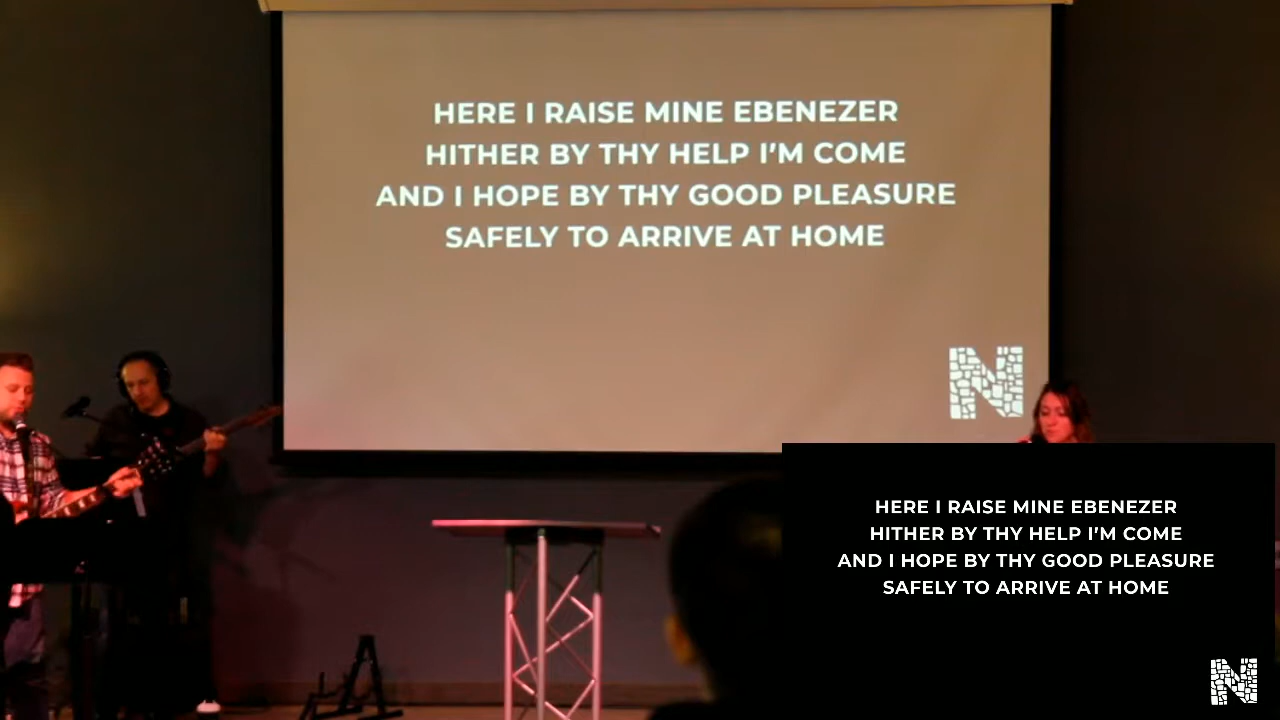 HERE I RAISE MINE EBENEZER
HITHER BY THY HELP I'M COME
AND I HOPE BY THY GOOD PLEASURE
SAFELY TO ARRIVE AT HOME
N
HERE I RAISE MINE EBENEZER
HITHER BY THY HELP I'M COME
AND I HOPE BY THY GOOD PLEASURE
SAFELY TO ARRIVE AT HOME
N